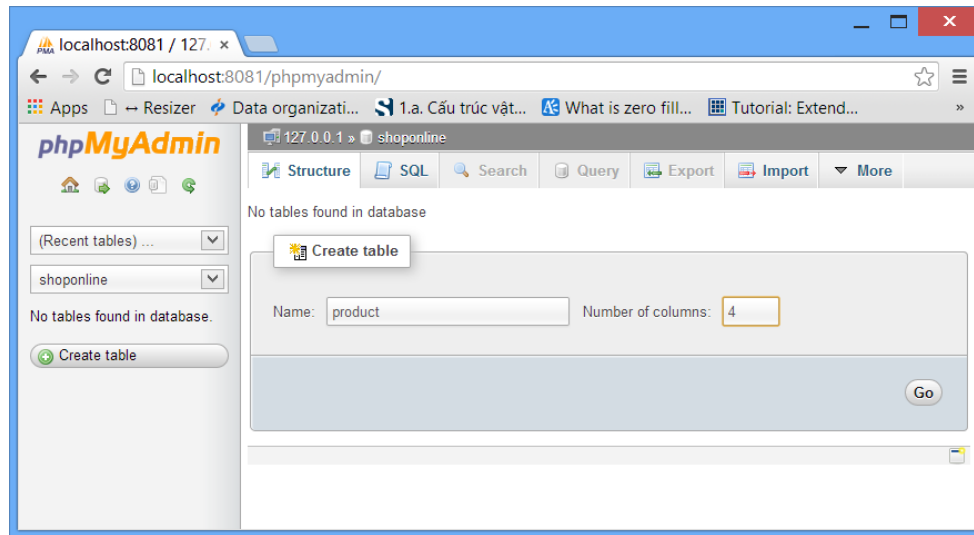 PMA localhost:8081 / 127. ×
localhost:8081/phpmyadmin/
Apps ↔ Resizer Data organizati... 1.a. Cấu trúc vật... What is zero fill... Tutorial: Extend... »
phpMyAdmin
127.0.0.1 » shoponline
Structure SQL Search Query Export Import More
No tables found in database
(Recent tables) ...
shoponline
No tables found in database.
Create table
Create table
Name: product Number of columns: 4
Go